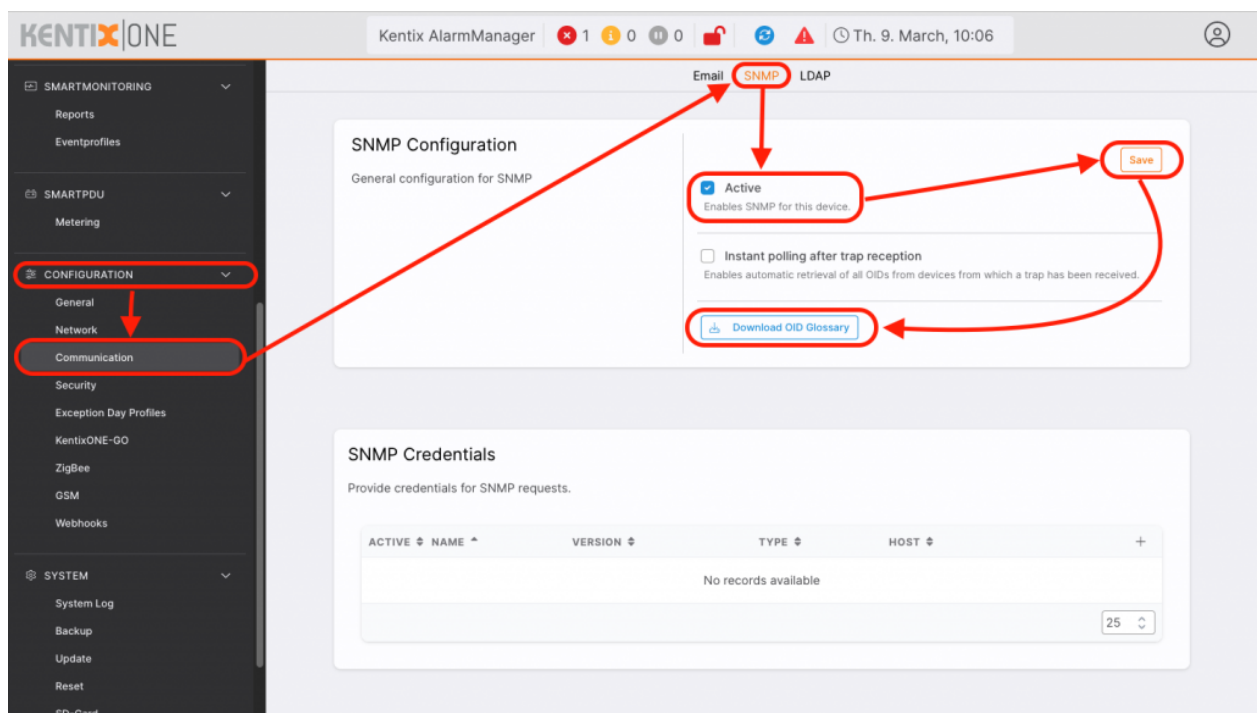 KENTIX|ONE
Kentix AlarmManager 1 0 0 Th. 9. March, 10:06
SMARTMONITORING
Reports
Eventprofiles
SMARTPDU
Metering
CONFIGURATION
General
Network
Communication
Security
Exception Day Profiles
KentixONE-GO
ZigBee
GSM
Webhooks
SYSTEM
System Log
Backup
Update
Reset
SD-Card
Email SNMP LDAP
SNMP Configuration
General configuration for SNMP
Save
Active
Enables SNMP for this device.
Instant polling after trap reception
Enables automatic retrieval of all OIDs from devices from which a trap has been received.
Download OID Glossary
SNMP Credentials
Provide credentials for SNMP requests.
ACTIVE NAME VERSION TYPE HOST +
No records available
25